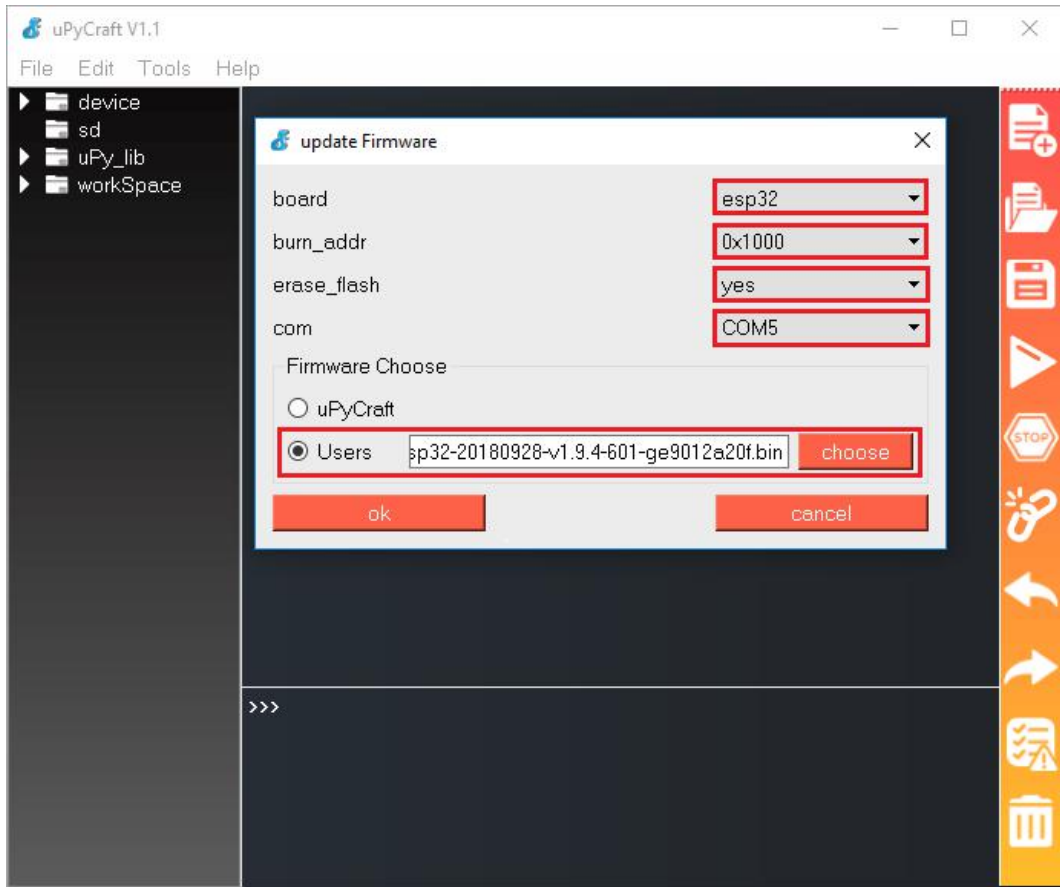 uPyCraft V1.1
File Edit Tools Help
device
sd
uPy_lib
workSpace
update Firmware
board esp32
burn_addr 0x1000
erase_flash yes
com COM5
Firmware Choose
uPyCraft
Users sp32-20180928-v1.9.4-601-ge9012a20f.bin choose
ok cancel
>>>
STOP